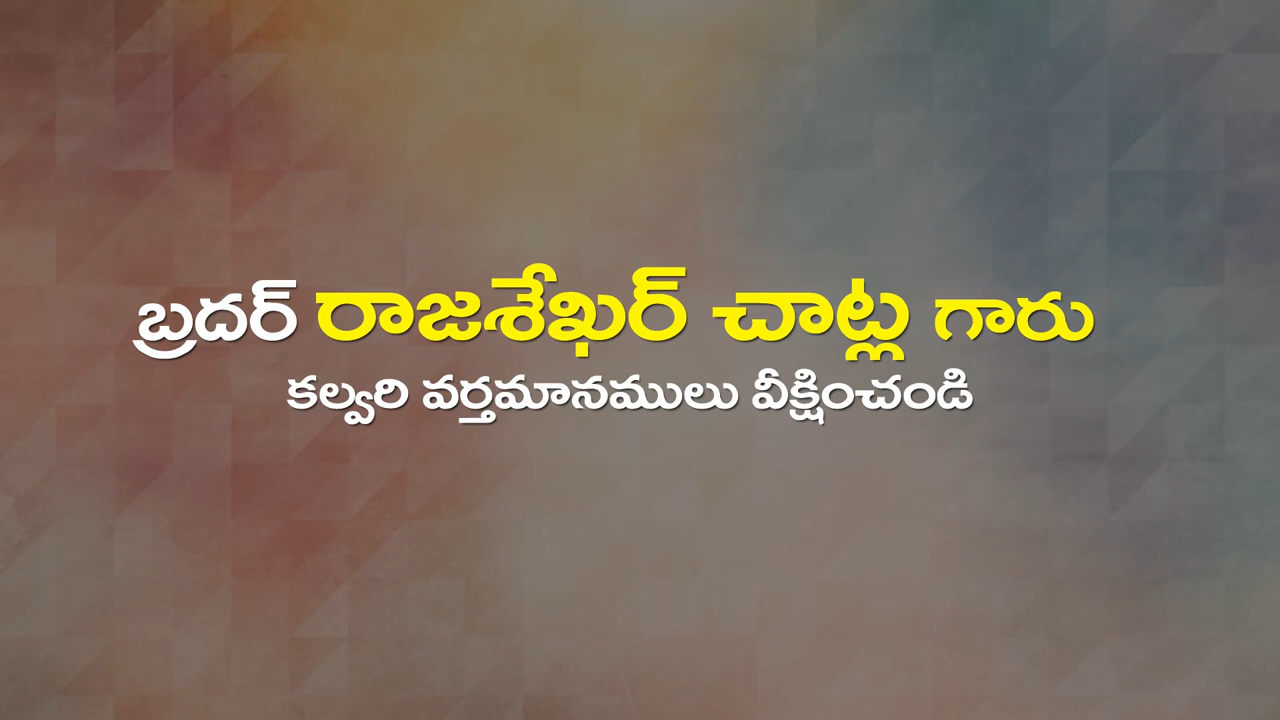 బ్రదర్ రాజశేఖర్ చాట్ల గారు
కల్వరి వర్తమానములు వీక్షించండి